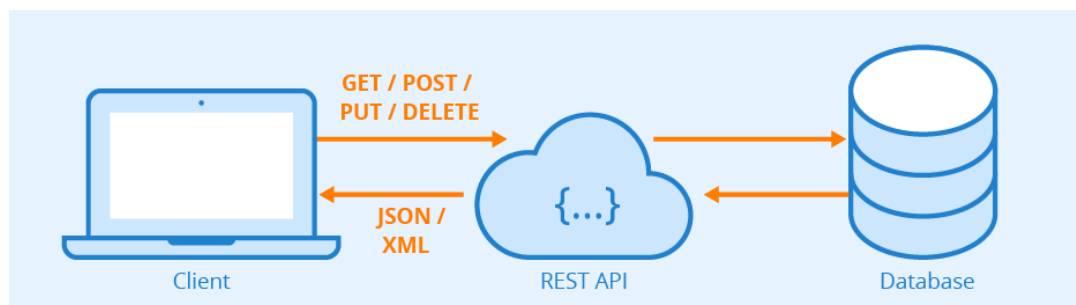 GET / POST /
PUT / DELETE
{...}
JSON /
XML
Client
REST API
Database